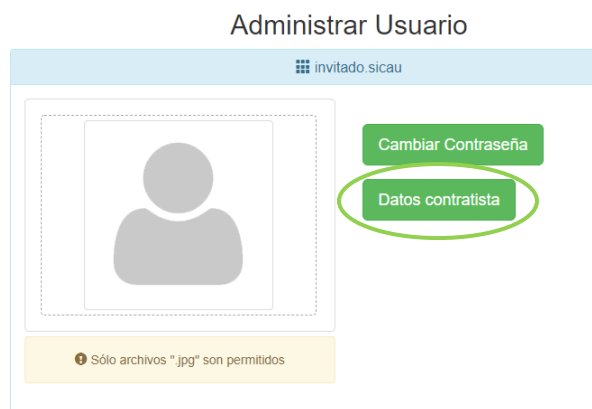 Administrar Usuario
invitado.sicau
Cambiar Contraseña
Datos contratista
Sólo archivos ".jpg" son permitidos